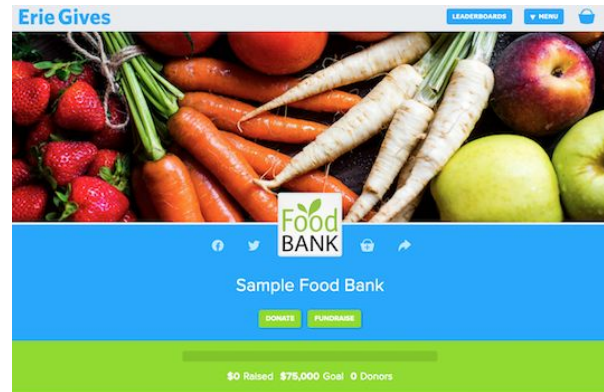 Erie Gives
LEADERBOARDS
▼ MENU
Food
BANK
Sample Food Bank
DONATE
FUNDRAISE
$0 Raised $75,000 Goal 0 Donors